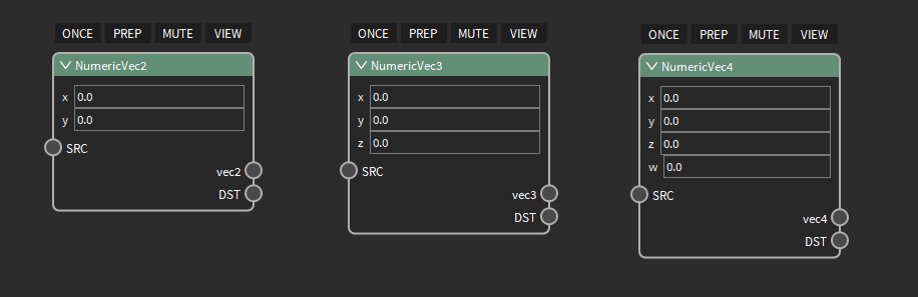 ONCE PREP MUTE VIEW
NumericVec2
x 0.0
y 0.0
SRC
vec2
DST
ONCE PREP MUTE VIEW
NumericVec3
x 0.0
y 0.0
z 0.0
SRC
vec3
DST
ONCE PREP MUTE VIEW
NumericVec4
x 0.0
y 0.0
z 0.0
w 0.0
SRC
vec4
DST